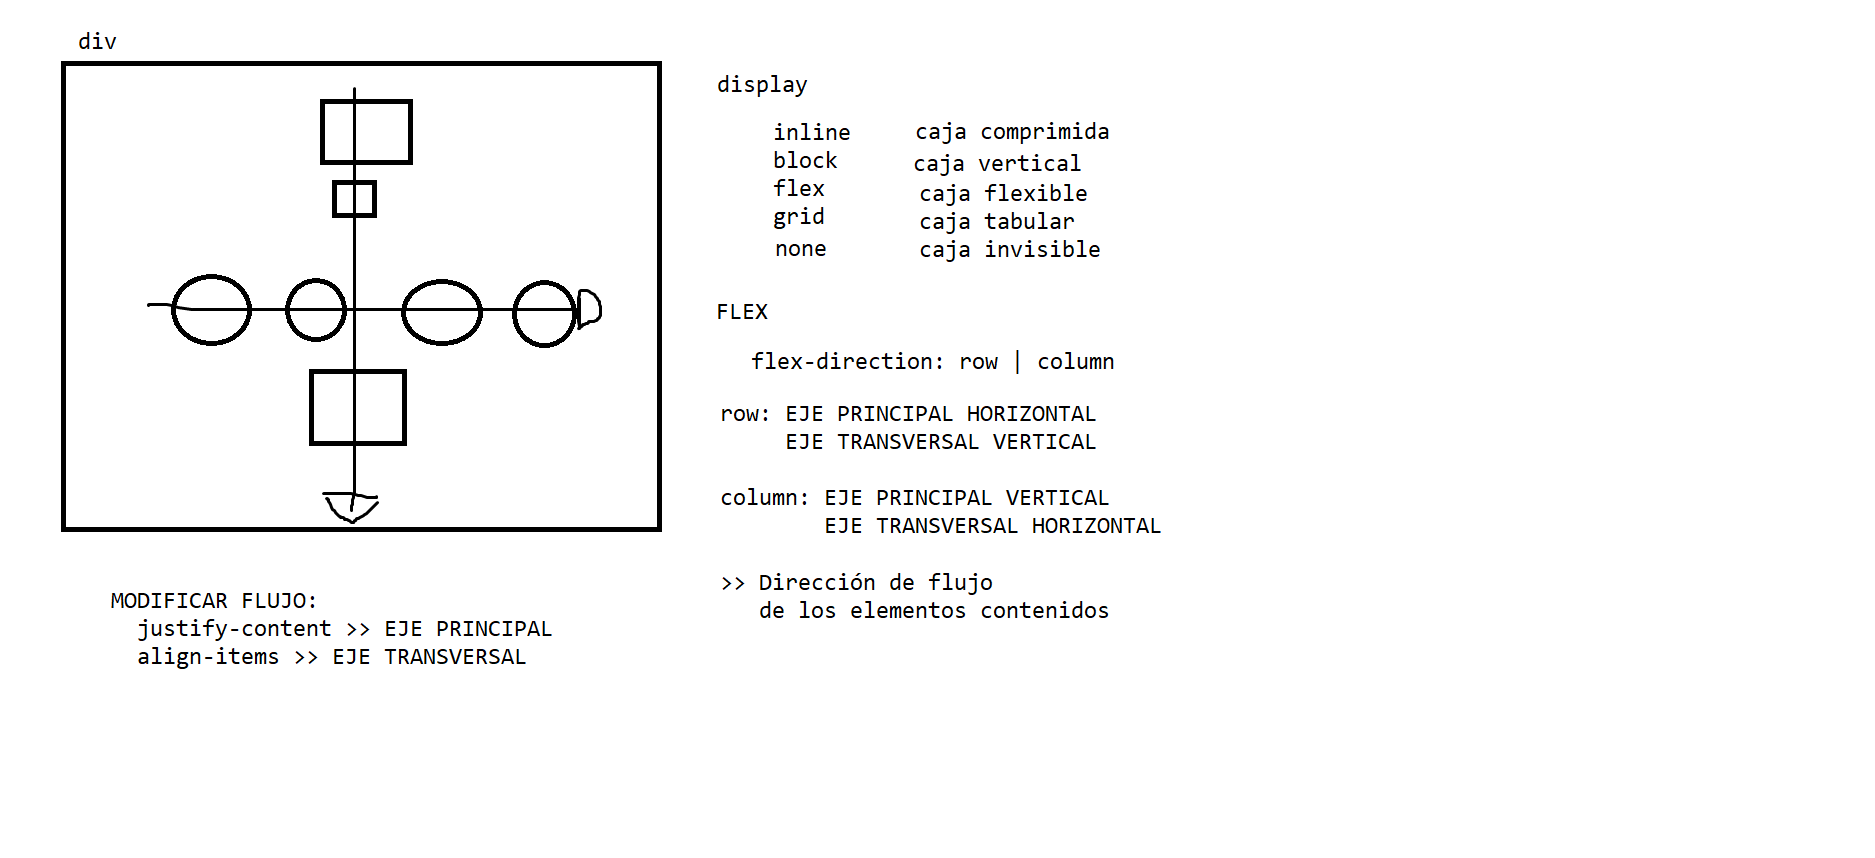 div
display
inline caja comprimida
block caja vertical
flex caja flexible
grid caja tabular
none caja invisible
FLEX
flex-direction: row | column
row: EJE PRINCIPAL HORIZONTAL
EJE TRANSVERSAL VERTICAL
column: EJE PRINCIPAL VERTICAL
EJE TRANSVERSAL HORIZONTAL
>> Dirección de flujo
de los elementos contenidos
MODIFICAR FLUJO:
justify-content >> EJE PRINCIPAL
align-items >> EJE TRANSVERSAL